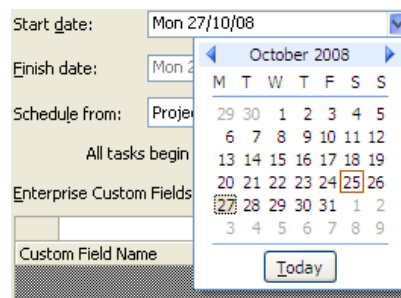 Start date: Mon 27/10/08
October 2008
Finish date: Mon 2
M T W T F S S
29 30 1 2 3 4 5
Schedule from: Proje
6 7 8 9 10 11 12
13 14 15 16 17 18 19
All tasks begin
20 21 22 23 24 25 26
Enterprise Custom Fields
27 28 29 30 31 1 2
3 4 5 6 7 8 9
Custom Field Name
Today